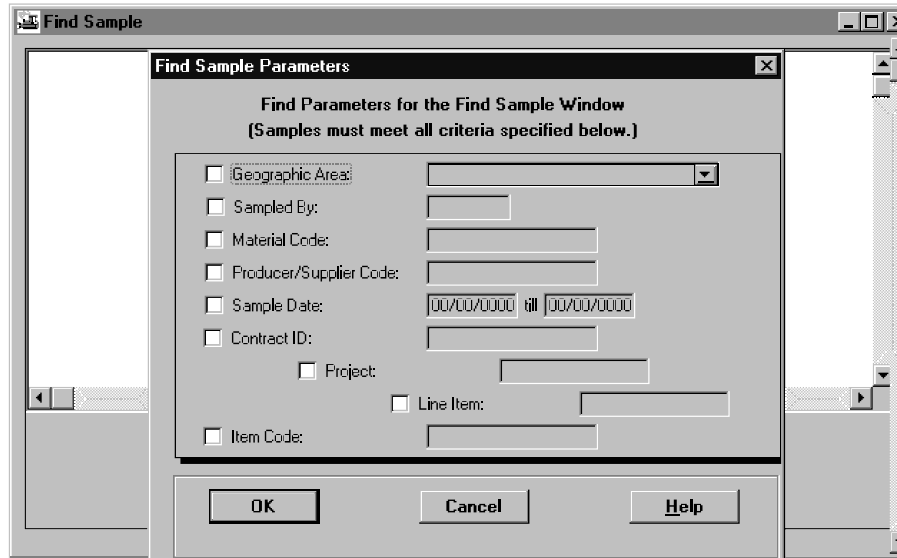 Find Sample
Find Sample Parameters
Find Parameters for the Find Sample Window
(Samples must meet all criteria specified below.)
Geographic Area:
Sampled By:
Material Code:
Producer/Supplier Code:
Sample Date: 00/00/0000 till 00/00/0000
Contract ID:
Project:
Line Item:
Item Code:
OK Cancel Help